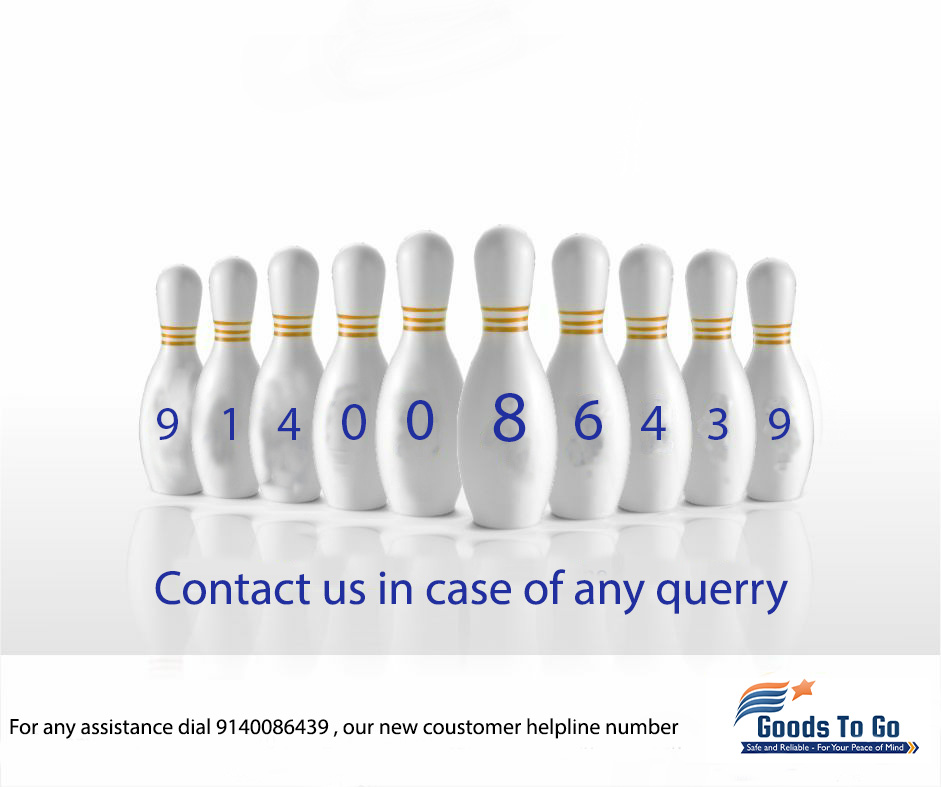 9 1 4 0 0 8 6 4 3 9
Contact us in case of any querry
For any assistance dial 9140086439 , our new coustomer helpline number
Goods To Go
Safe and Reliable - For Your Peace of Mind